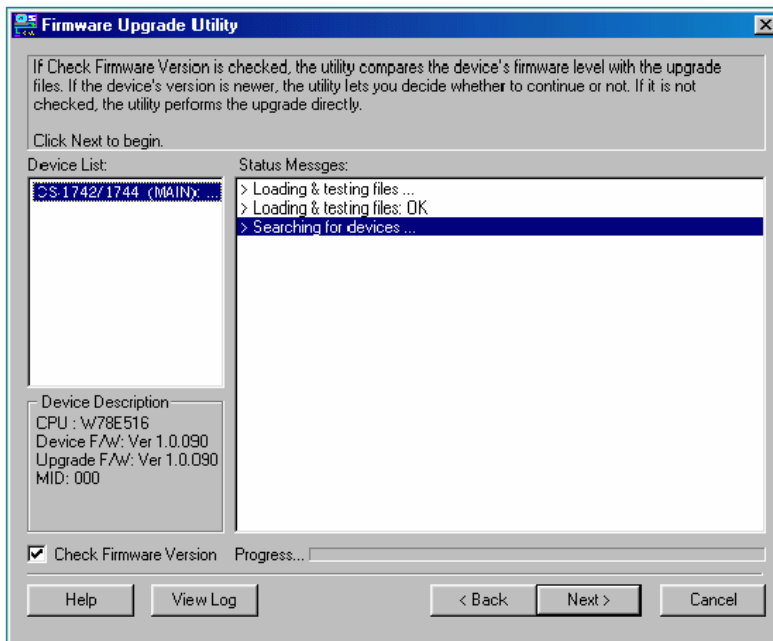 Firmware Upgrade Utility
If Check Firmware Version is checked, the utility compares the device's firmware level with the upgrade
files. If the device's version is newer, the utility lets you decide whether to continue or not. If it is not
checked, the utility performs the upgrade directly.
Click Next to begin.
Device List:
CS-1742/1744 (MAIN): ...
Status Messges:
> Loading & testing files ...
> Loading & testing files: OK
> Searching for devices ...
Device Description
CPU : W78E516
Device F/W: Ver 1.0.090
Upgrade F/W: Ver 1.0.090
MID: 000
Check Firmware Version
Progress...
Help
View Log
< Back
Next >
Cancel